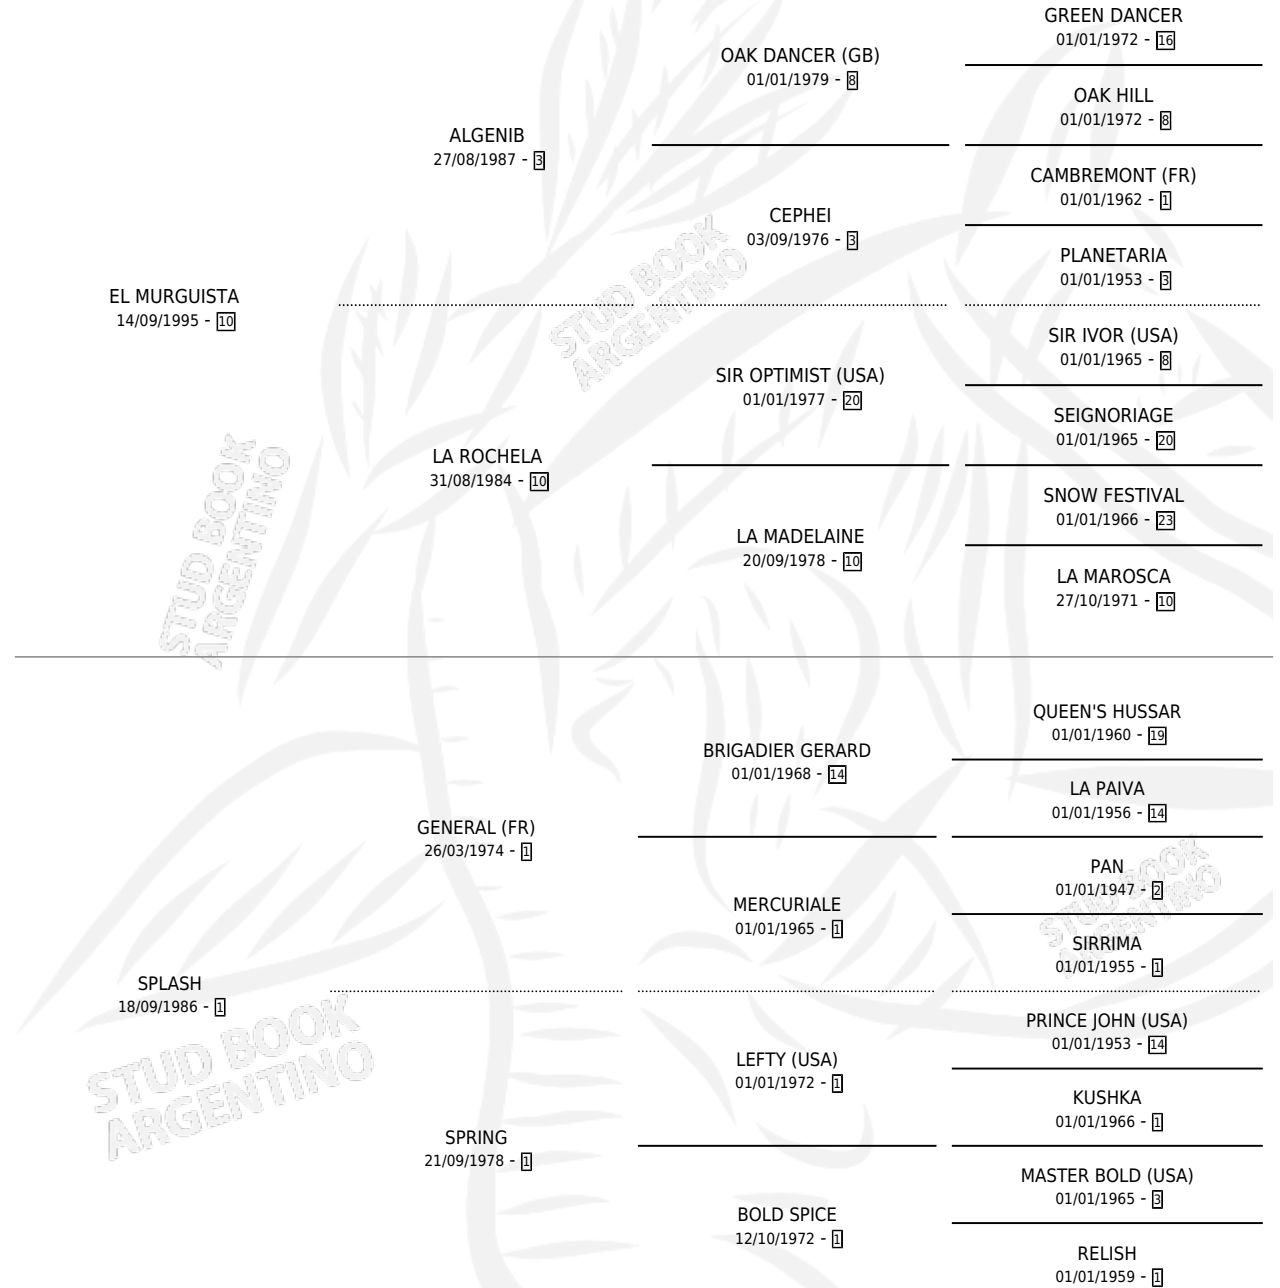 GREEN DANCER
01/01/1972 - 16
OAK DANCER (GB)
01/01/1979 - 8
OAK HILL
01/01/1972 - 8
ALGENIB
27/08/1987 - 3
CAMBREMONT (FR)
01/01/1962 - 1
CEPHEI
03/09/1976 - 3
PLANETARIA
01/01/1953 - 3
EL MURGUISTA
14/09/1995 - 10
STUD BOOK
ARGENTINO
SIR IVOR (USA)
01/01/1965 - 8
SIR OPTIMIST (USA)
01/01/1977 - 20
SEIGNORIAGE
01/01/1965 - 20
LA ROCHELA
31/08/1984 - 10
SNOW FESTIVAL
01/01/1966 - 23
LA MADELAINE
20/09/1978 - 10
LA MAROSCA
27/10/1971 - 10
STUD BOOK
ARGENTINO
QUEEN'S HUSSAR
01/01/1960 - 19
BRIGADIER GERARD
01/01/1968 - 14
LA PAIVA
01/01/1956 - 14
GENERAL (FR)
26/03/1974 - 1
PAN
01/01/1947 - 2
MERCURIALE
01/01/1965 - 1
SIRRIMA
01/01/1955 - 1
STUD BOOK
ARGENTINO
SPLASH
18/09/1986 - 1
PRINCE JOHN (USA)
01/01/1953 - 14
LEFTY (USA)
01/01/1972 - 1
KUSHKA
01/01/1966 - 1
SPRING
21/09/1978 - 1
MASTER BOLD (USA)
01/01/1965 - 3
BOLD SPICE
12/10/1972 - 1
RELISH
01/01/1959 - 1
STUD BOOK
ARGENTINO